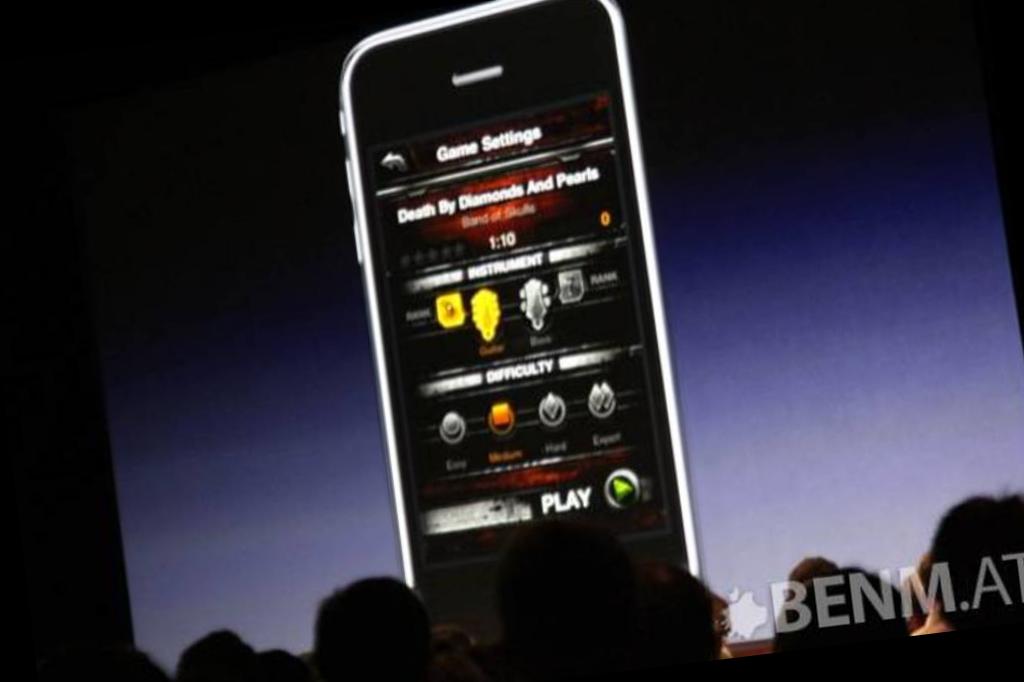 Game Settings
Death By Diamonds And Pearls
Band of Skulls
0
1:10
INSTRUMENT
RANK
RANK
Guitar
Bass
DIFFICULTY
Easy
Medium
Hard
Expert
PLAY
BENM.AT